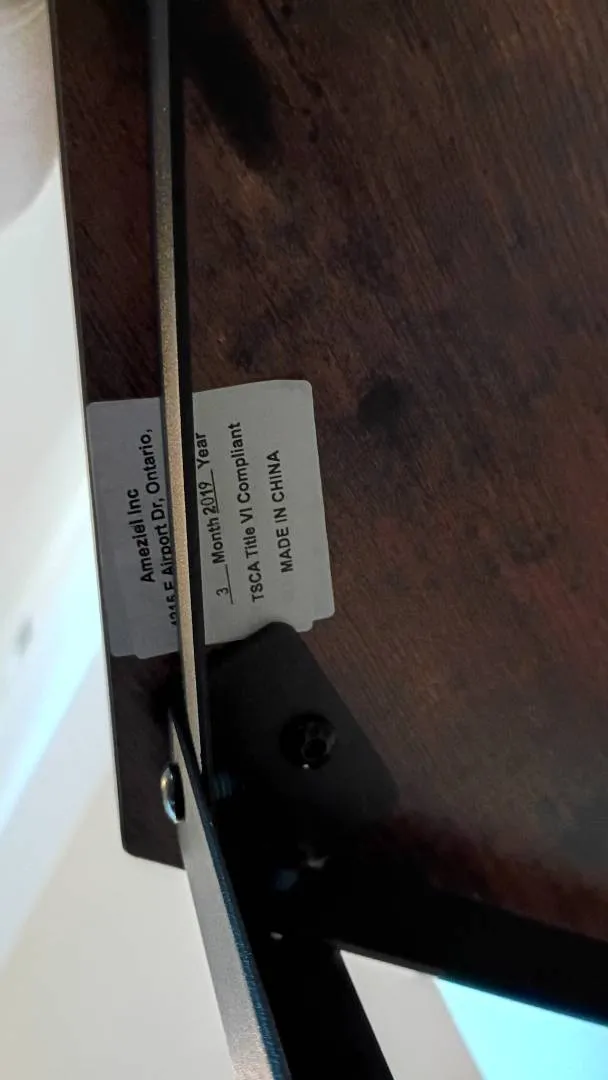 Ameziel Inc
Airport Dr, Ontario,
3 Month 2019 Year
TSCA Title VI Compliant
MADE IN CHINA